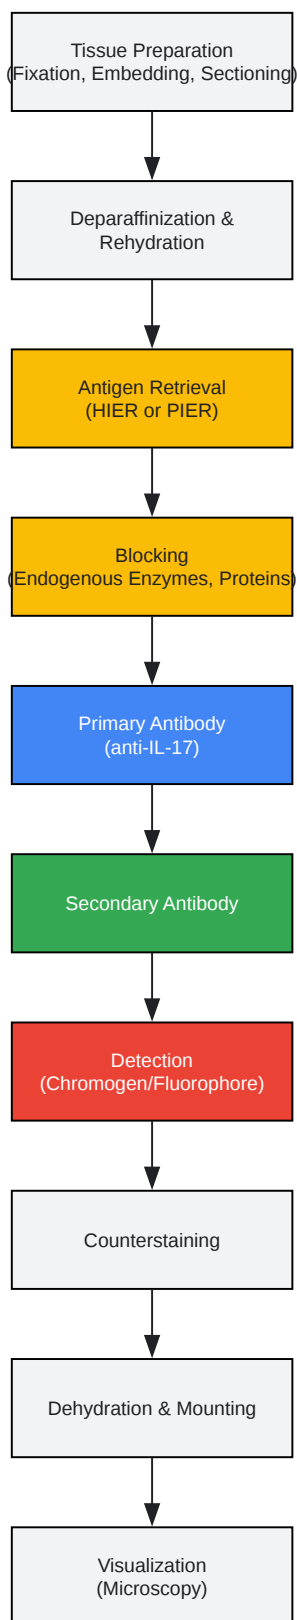 Tissue Preparation
(Fixation, Embedding, Sectioning)
Deparaffinization &
Rehydration
Antigen Retrieval
(HIER or PIER)
Blocking
(Endogenous Enzymes, Proteins)
Primary Antibody
(anti-IL-17)
Secondary Antibody
Detection
(Chromogen/Fluorophore)
Counterstaining
Dehydration & Mounting
Visualization
(Microscopy)